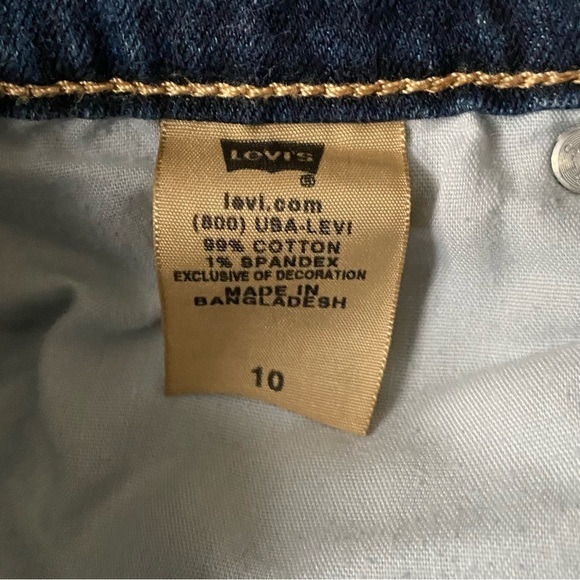 LEVI'S
®
levi.com
(800) USA-LEVI
99% COTTON
1% SPANDEX
EXCLUSIVE OF DECORATION
MADE IN
BANGLADESH
10